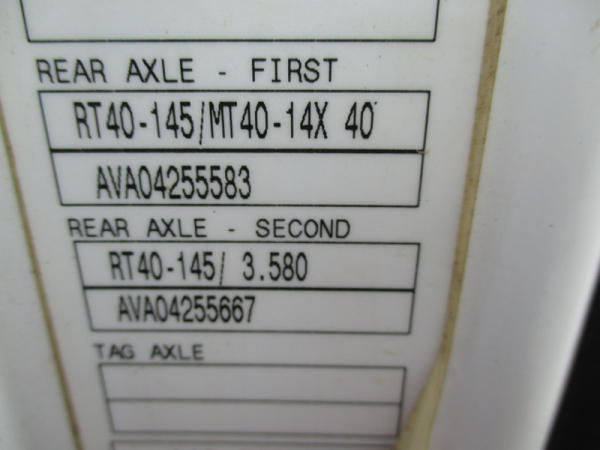 REAR AXLE - FIRST
RT40-145/MT40-14X 40
AVA04255583
REAR AXLE - SECOND
RT40-145/ 3.580
AVA04255667
TAG AXLE